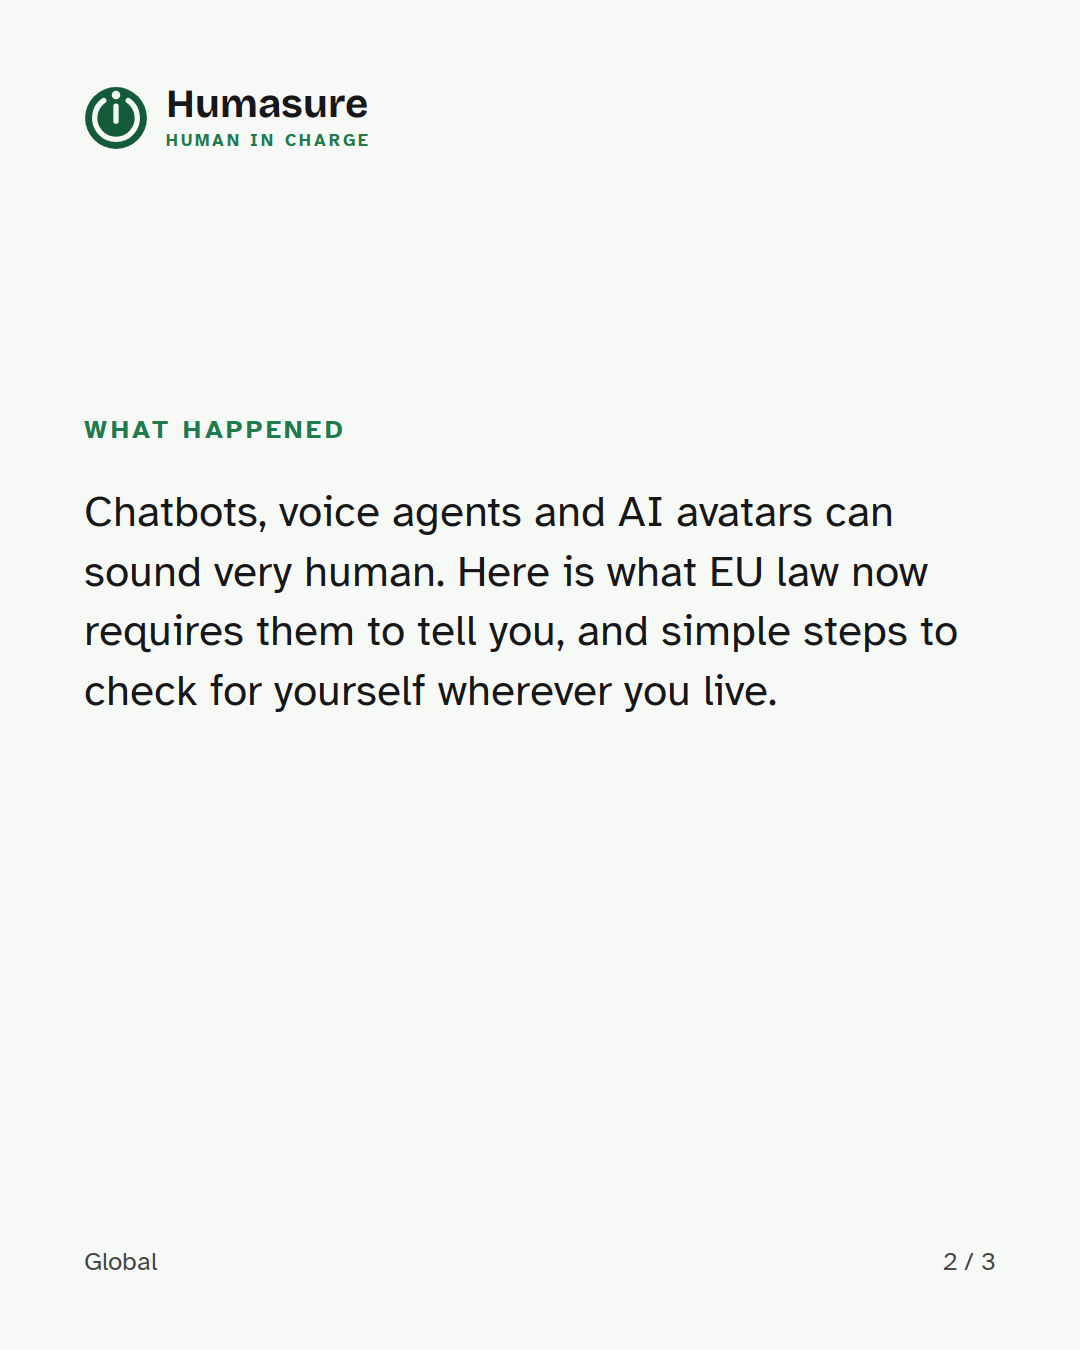 Humasure
HUMAN IN CHARGE
WHAT HAPPENED
Chatbots, voice agents and AI avatars can
sound very human. Here is what EU law now
requires them to tell you, and simple steps to
check for yourself wherever you live.
Global
2 / 3